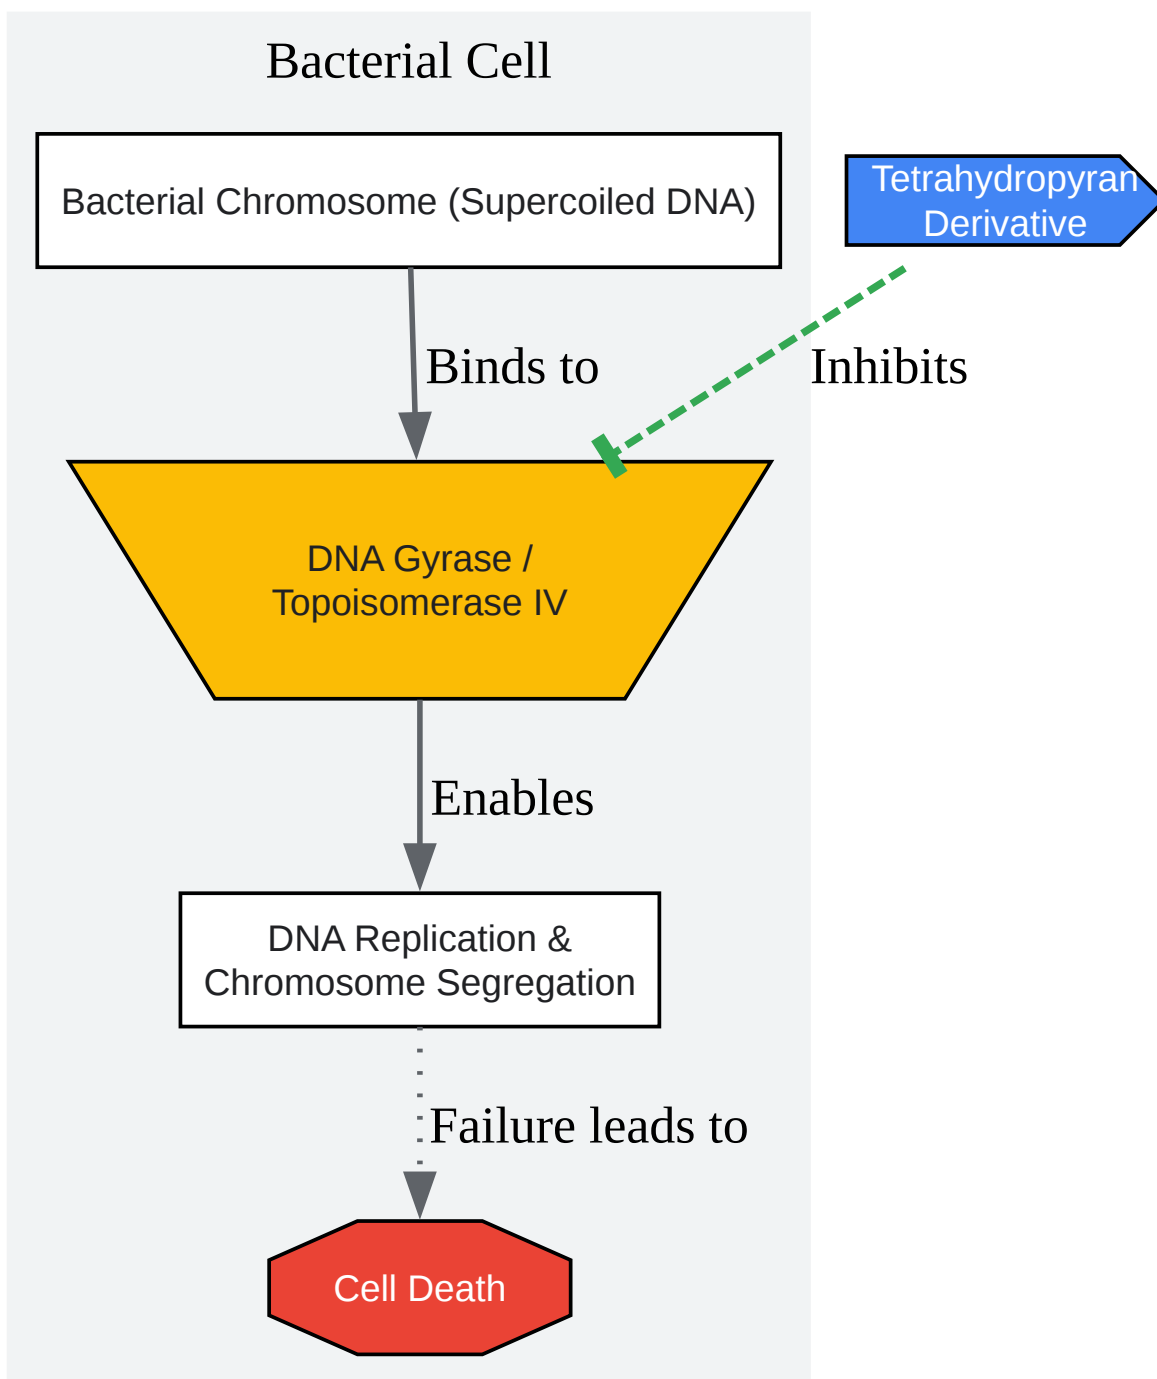 Bacterial Cell
Bacterial Chromosome (Supercoiled DNA)
Tetrahydropyran
Derivative
Binds to
Inhibits
DNA Gyrase /
Topoisomerase IV
Enables
DNA Replication &
Chromosome Segregation
Failure leads to
Cell Death